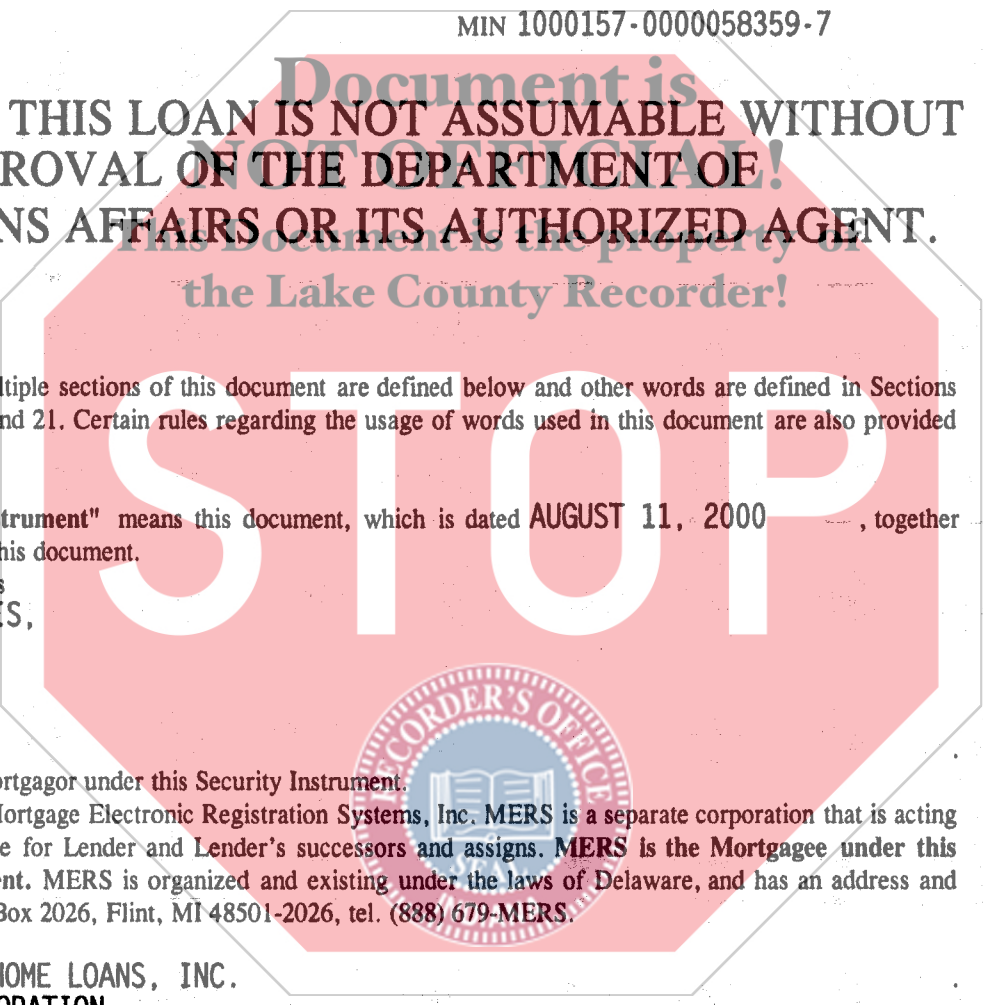 MIN 1000157-0000058359-7
Document is
THIS LOAN IS NOT ASSUMABLE WITHOUT
NOT OFFICIAL!
ROVAL OF THE DEPARTMENT OF
NS AFFAIRS OR ITS AUTHORIZED AGENT.
This Document is the property of
the Lake County Recorder!
ltiple sections of this document are defined below and other words are defined in Sections
nd 21. Certain rules regarding the usage of words used in this document are also provided
STOP
trument" means this document, which is dated AUGUST 11, 2000 , together
his document.
s
IS,
RECORDER'S OFFICE
ortgagor under this Security Instrument.
Mortgage Electronic Registration Systems, Inc. MERS is a separate corporation that is acting
e for Lender and Lender's successors and assigns. MERS is the Mortgagee under this
SEAL
ent. MERS is organized and existing under the laws of Delaware, and has an address and
Box 2026, Flint, MI 48501-2026, tel. (888) 679-MERS.
INDIANA
HOME LOANS, INC.
ORATION